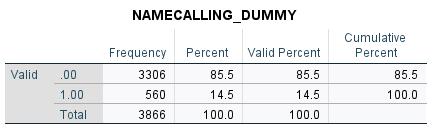 NAMECALLING_DUMMY
Frequency Percent Valid Percent Cumulative Percent
Valid .00 3306 85.5 85.5 85.5
1.00 560 14.5 14.5 100.0
Total 3866 100.0 100.0